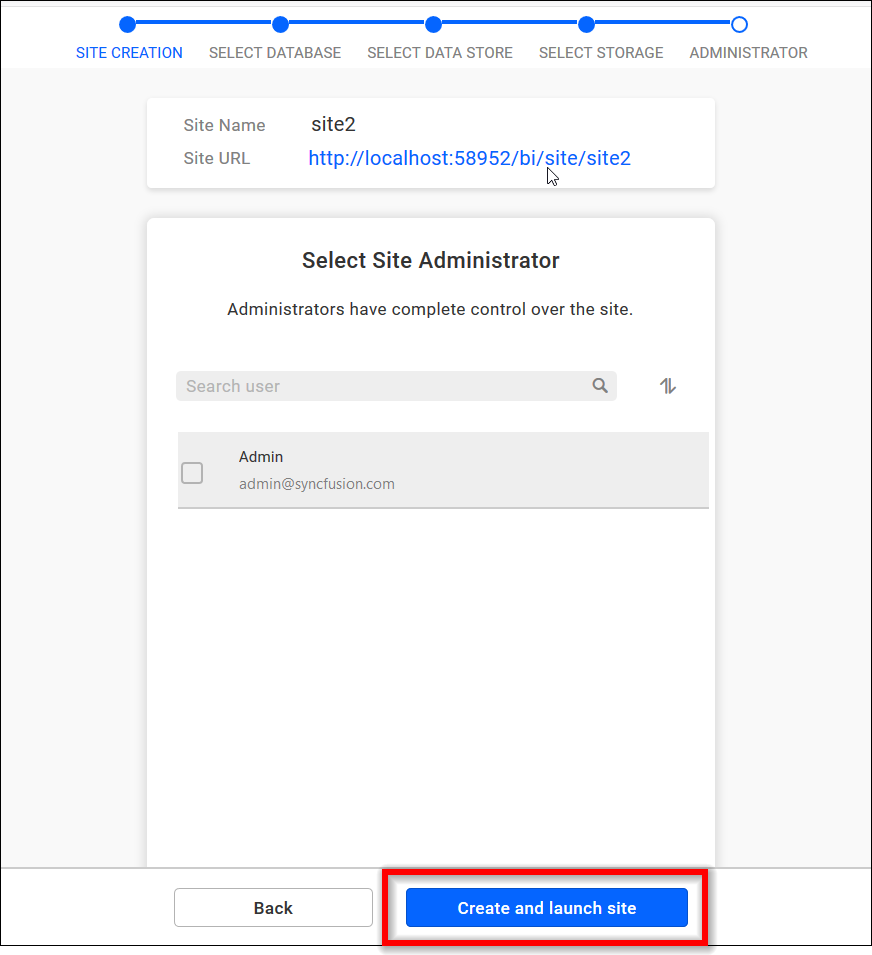 SITE CREATION SELECT DATABASE SELECT DATA STORE SELECT STORAGE ADMINISTRATOR
Site Name site2
Site URL http://localhost:58952/bi/site/site2
Select Site Administrator
Administrators have complete control over the site.
Search user
Admin
admin@syncfusion.com
Back Create and launch site